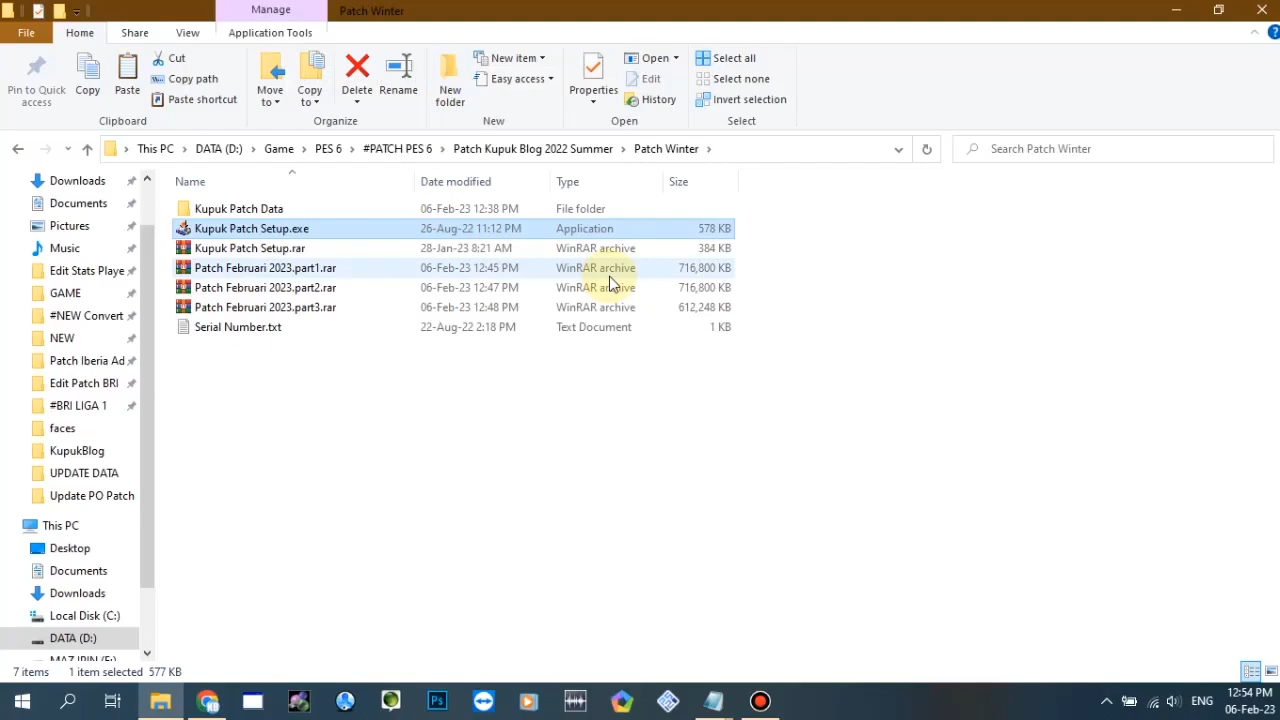 Manage
Patch Winter
File
Home
Share
View
Application Tools
Pin to Quick access
Copy
Paste
Cut
Copy path
Paste shortcut
Clipboard
Move to
Copy to
Delete
Rename
Organize
New folder
New item
Easy access
New
Properties
Open
Edit
History
Open
Select all
Select none
Invert selection
Select
This PC > DATA (D:) > Game > PES 6 > #PATCH PES 6 > Patch Kupuk Blog 2022 Summer > Patch Winter >
Search Patch Winter
Name Date modified Type Size
Kupuk Patch Data 06-Feb-23 12:38 PM File folder
Kupuk Patch Setup.exe 26-Aug-22 11:12 PM Application 578 KB
Kupuk Patch Setup.rar 28-Jan-23 8:21 AM WinRAR archive 384 KB
Patch Februari 2023.part1.rar 06-Feb-23 12:45 PM WinRAR archive 716,800 KB
Patch Februari 2023.part2.rar 06-Feb-23 12:47 PM WinRAR archive 716,800 KB
Patch Februari 2023.part3.rar 06-Feb-23 12:48 PM WinRAR archive 612,248 KB
Serial Number.txt 22-Aug-22 2:18 PM Text Document 1 KB
Downloads
Documents
Pictures
Music
Edit Stats Playe
GAME
#NEW Convert
NEW
Patch Iberia Ad
Edit Patch BRI
#BRI LIGA 1
faces
KupukBlog
UPDATE DATA
Update PO Patch
This PC
Desktop
Documents
Downloads
Local Disk (C:)
DATA (D:)
MAZ IPIN (E:)
7 items 1 item selected 577 KB
Ps
ENG
12:54 PM
06-Feb-23